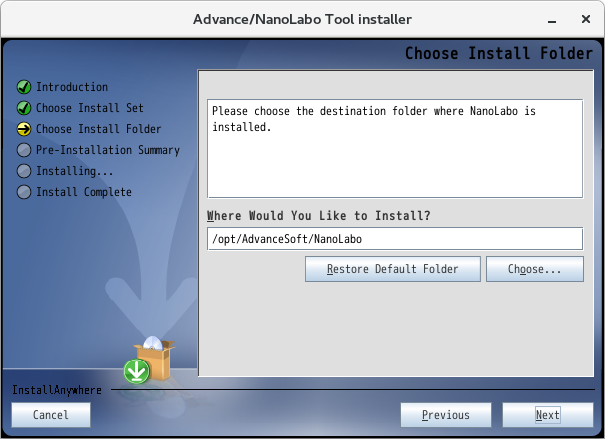 Advance/NanoLabo Tool installer
Choose Install Folder
Introduction
Choose Install Set
Choose Install Folder
Pre-Installation Summary
Installing...
Install Complete
Please choose the destination folder where NanoLabo is
installed.
Where Would You Like to Install?
/opt/AdvanceSoft/NanoLabo
Restore Default Folder
Choose...
InstallAnywhere
Cancel
Previous
Next